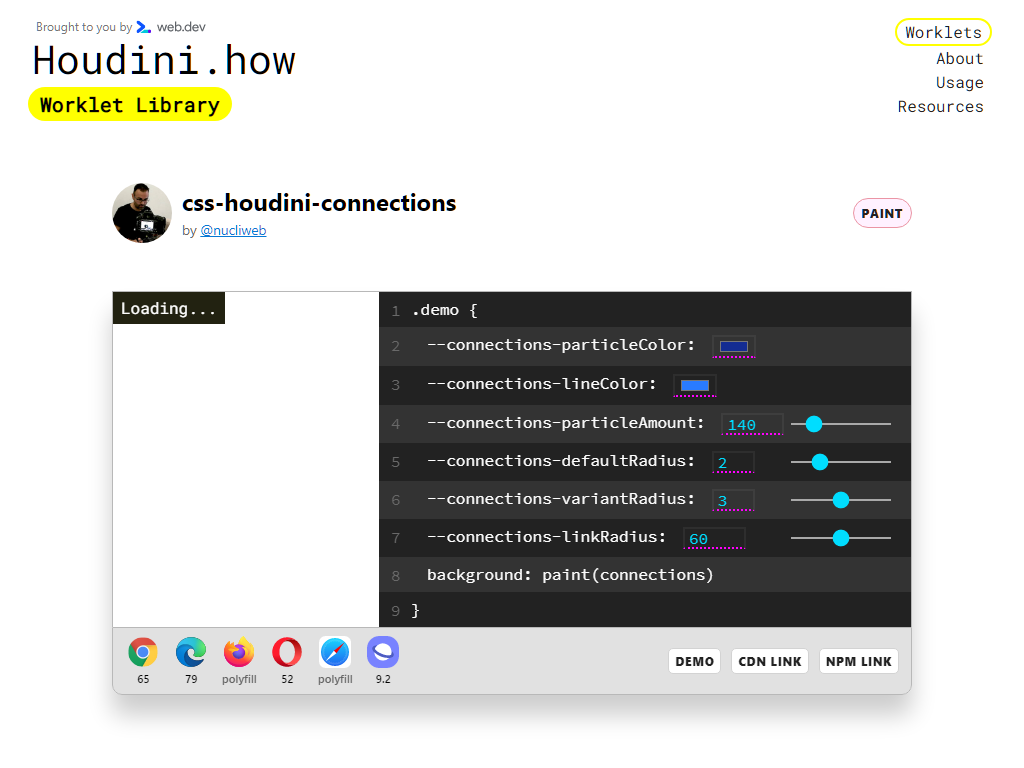 Brought to you by web.dev
Houdini.how
Worklet Library
Worklets
About
Usage
Resources
css-houdini-connections
by @nucliweb
PAINT
Loading...
1 .demo {
2 --connections-particleColor:
3 --connections-lineColor:
4 --connections-particleAmount: 140
5 --connections-defaultRadius: 2
6 --connections-variantRadius: 3
7 --connections-linkRadius: 60
8 background: paint(connections)
9 }
65 79 polyfill 52 polyfill 9.2
DEMO CDN LINK NPM LINK